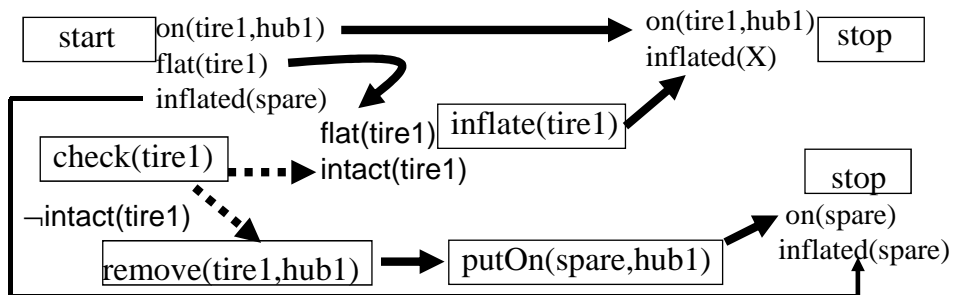 start
on(tire1,hub1)
flat(tire1)
inflated(spare)
on(tire1,hub1)
inflated(X)
stop
flat(tire1)
intact(tire1)
inflate(tire1)
check(tire1)
¬intact(tire1)
remove(tire1,hub1)
putOn(spare,hub1)
stop
on(spare)
inflated(spare)